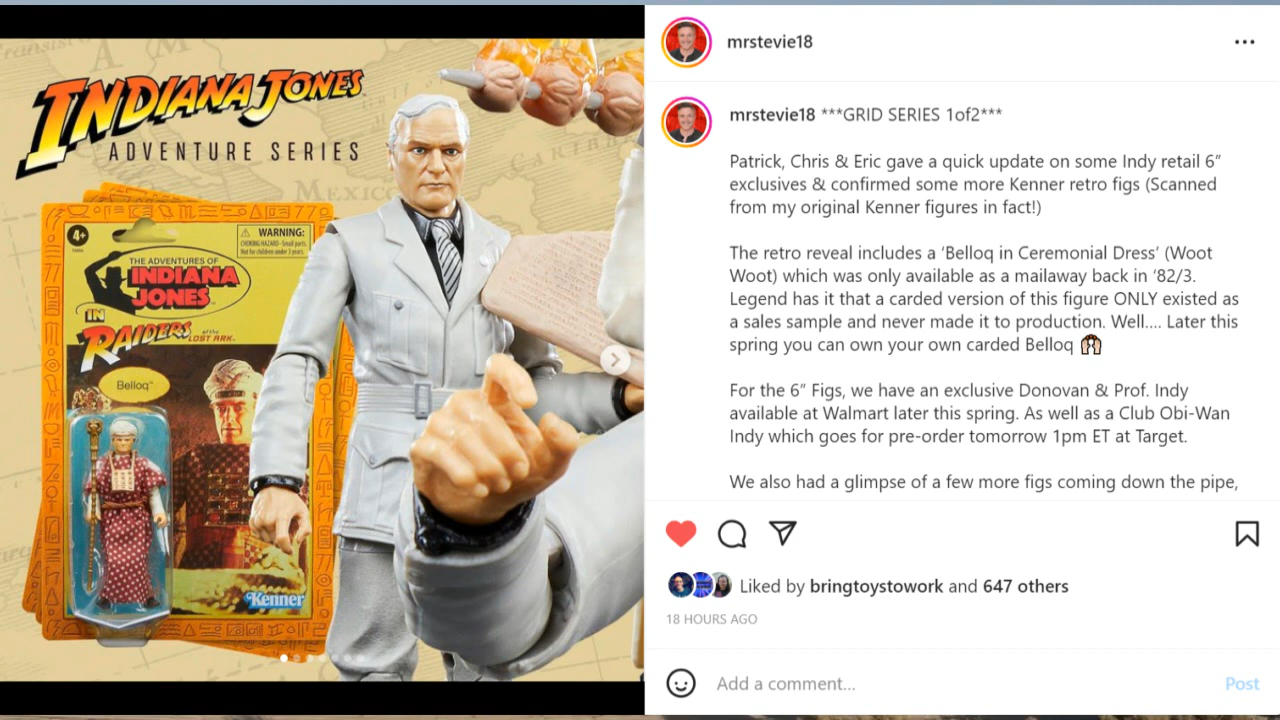 INDIANA JONES
ADVENTURE SERIES
MEXICO
CARIBBE
4+
WARNING:
CHOKING HAZARD-Small parts.
Not for children under 3 years.
THE ADVENTURES OF
INDIANA
JONES
IN
RAIDERS of the
LOST ARK
Belloq
Kenner
mrstevie18
mrstevie18 ***GRID SERIES 1of2***
Patrick, Chris & Eric gave a quick update on some Indy retail 6”
exclusives & confirmed some more Kenner retro figs (Scanned
from my original Kenner figures in fact!)
The retro reveal includes a ‘Belloq in Ceremonial Dress’ (Woot
Woot) which was only available as a mailaway back in ‘82/3.
Legend has it that a carded version of this figure ONLY existed as
a sales sample and never made it to production. Well.... Later this
spring you can own your own carded Belloq 🙌🏻
For the 6” Figs, we have an exclusive Donovan & Prof. Indy
available at Walmart later this spring. As well as a Club Obi-Wan
Indy which goes for pre-order tomorrow 1pm ET at Target.
We also had a glimpse of a few more figs coming down the pipe,
Liked by bringtoystowork and 647 others
18 HOURS AGO
Add a comment...
Post